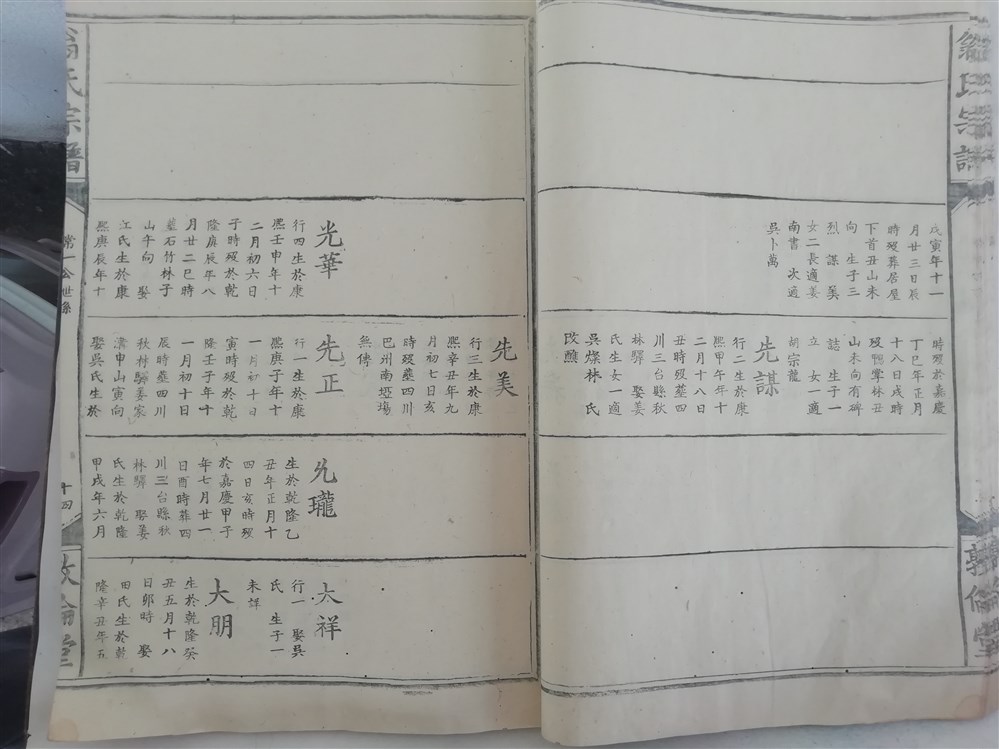 翁氏宗譜
戊寅年十一
月廿三日辰
時歿葬居屋
下首丑山未
向 生子三
烈 謀 美
女二長適姜
南書 次適
吳卜萬
時歿於嘉慶
丁巳年正月
十八日戌時
山未向有碑
誌 生子一
立 女一適
胡宗龍
先謀
行二生於康
熙甲午年十
二月十八日
丑時歿墓四
川三台縣秋
林驛 娶姜
氏生女一適
吳燦林 氏
改醮
敦倫堂
先美
行三生於康
熙辛丑年九
月初七日亥
時歿墓四川
巴州南埡塲
無傳
光華
行四生於康
熙壬申年十
二月初六日
子時歿於乾
隆庚辰年八
月廿二巳時
墓石竹林子
山午向 娶
江氏生於康
熙庚辰年十
先正
行一生於康
熙庚子年十
一月初十日
寅時歿於乾
隆壬子年十
一月初十日
辰時墓四川
秋林驛姜家
溝申山寅向
娶吳氏生於
先瓏
生於乾隆乙
丑年正月十
四日亥時歿
於嘉慶甲子
年七月廿一
日酉時葬四
川三台縣秋
林驛 娶姜
氏生於乾隆
甲戌年六月
大祥
行一 娶吳
氏 生子一
未詳
大明
生於乾隆癸
丑五月十八
日卯時 娶
田氏生於乾
隆辛丑年五
翁氏宗譜
常一公世系
十四
敦倫堂